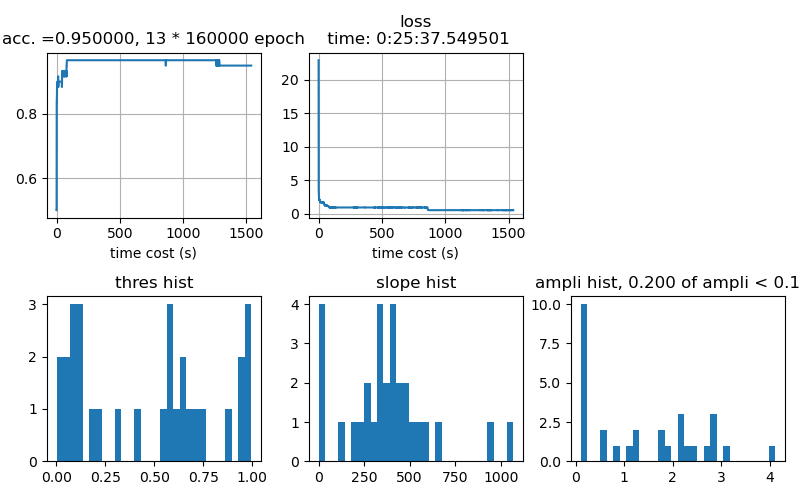 acc. =0.950000, 13 * 160000 epoch
0.8
0.6
0 500 1000 1500
time cost (s)
loss
time: 0:25:37.549501
20
15
10
5
0
0 500 1000 1500
time cost (s)
thres hist
3
2
1
0
0.00 0.25 0.50 0.75 1.00
slope hist
4
3
2
1
0
0 250 500 750 1000
ampli hist, 0.200 of ampli < 0.1
10.0
7.5
5.0
2.5
0.0
0 1 2 3 4